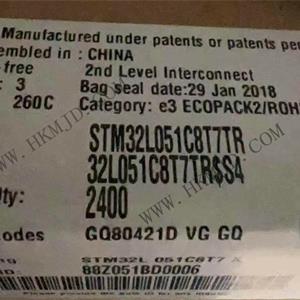 Manufactured under patents or patents pe
embled in : CHINA
free 2nd Level Interconnect
: 3 Bag seal date:29 Jan 2018
260C Category: e3 ECOPACK2/ROH
STM32L051C8T7TR
32L051C8T7TR$S4
ty: 2400
odes GQ80421D VG GQ
STM32L 051C8T7
88Z051BD0006
WWW.HKMJD.COM